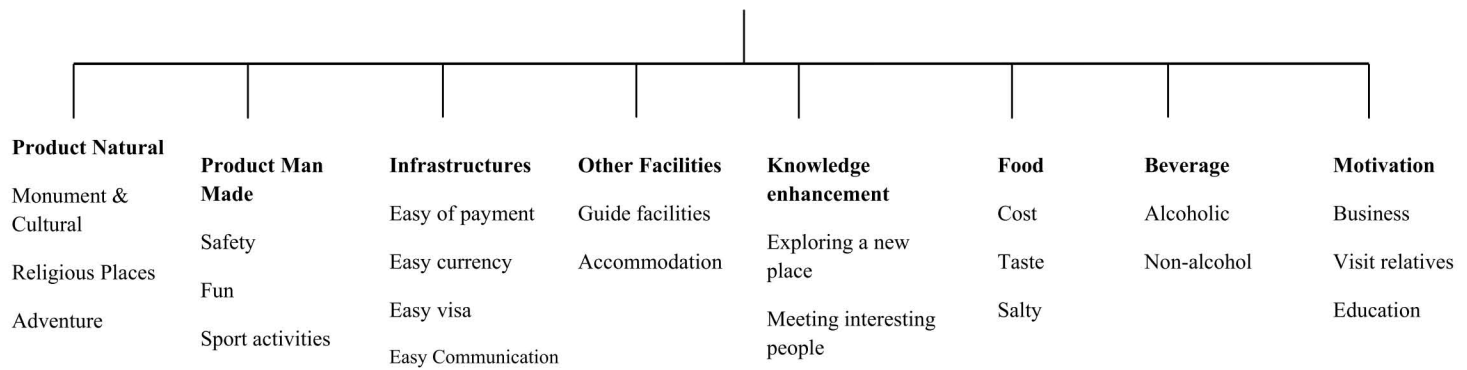 Product Natural
Monument &
Cultural
Religious Places
Adventure
Product Man
Made
Safety
Fun
Sport activities
Infrastructures
Easy of payment
Easy currency
Easy visa
Easy Communication
Other Facilities
Guide facilities
Accommodation
Knowledge
enhancement
Exploring a new
place
Meeting interesting
people
Food
Cost
Taste
Salty
Beverage
Alcoholic
Non-alcohol
Motivation
Business
Visit relatives
Education